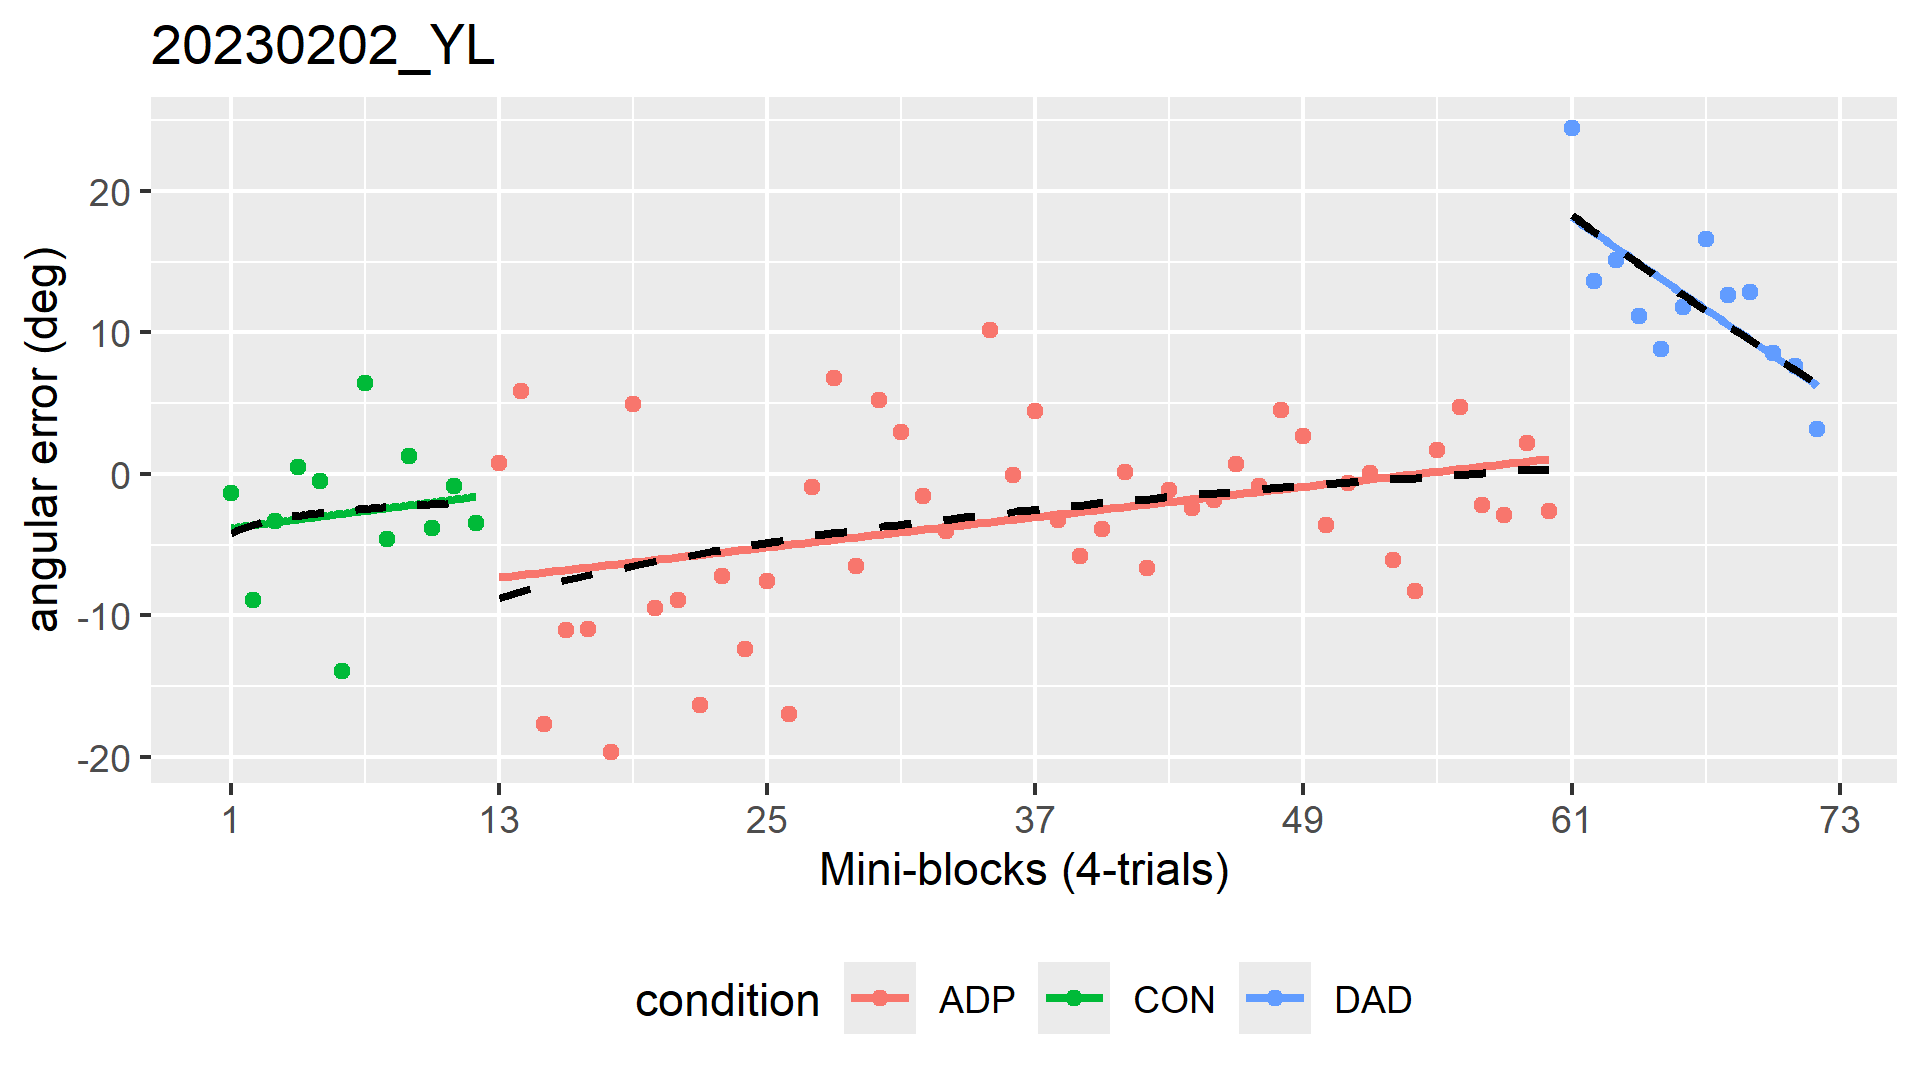 20230202_YL
angular error (deg)
20
10
0
-10
-20
1 13 25 37 49 61 73
Mini-blocks (4-trials)
condition ADP CON DAD